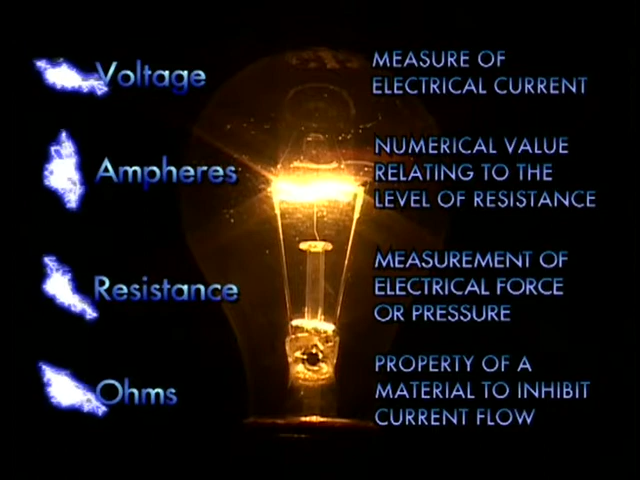 Voltage
MEASURE OF
ELECTRICAL CURRENT
Ampheres
NUMERICAL VALUE
RELATING TO THE
LEVEL OF RESISTANCE
Resistance
MEASUREMENT OF
ELECTRICAL FORCE
OR PRESSURE
Ohms
PROPERTY OF A
MATERIAL TO INHIBIT
CURRENT FLOW